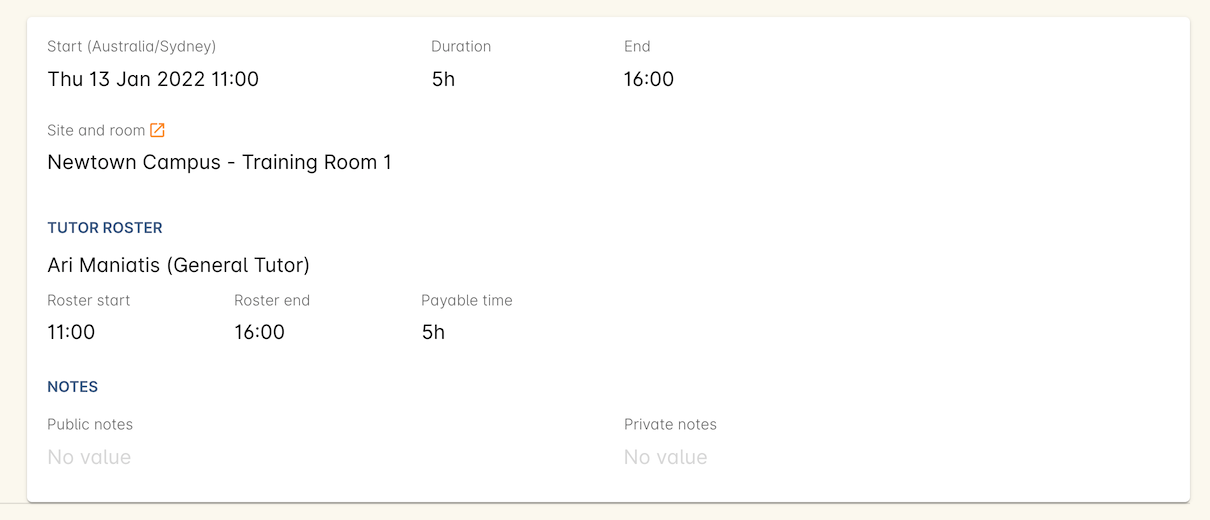 Start (Australia/Sydney) Duration End
Thu 13 Jan 2022 11:00 5h 16:00
Site and room
Newtown Campus - Training Room 1
TUTOR ROSTER
Ari Maniatis (General Tutor)
Roster start Roster end Payable time
11:00 16:00 5h
NOTES
Public notes Private notes
No value No value